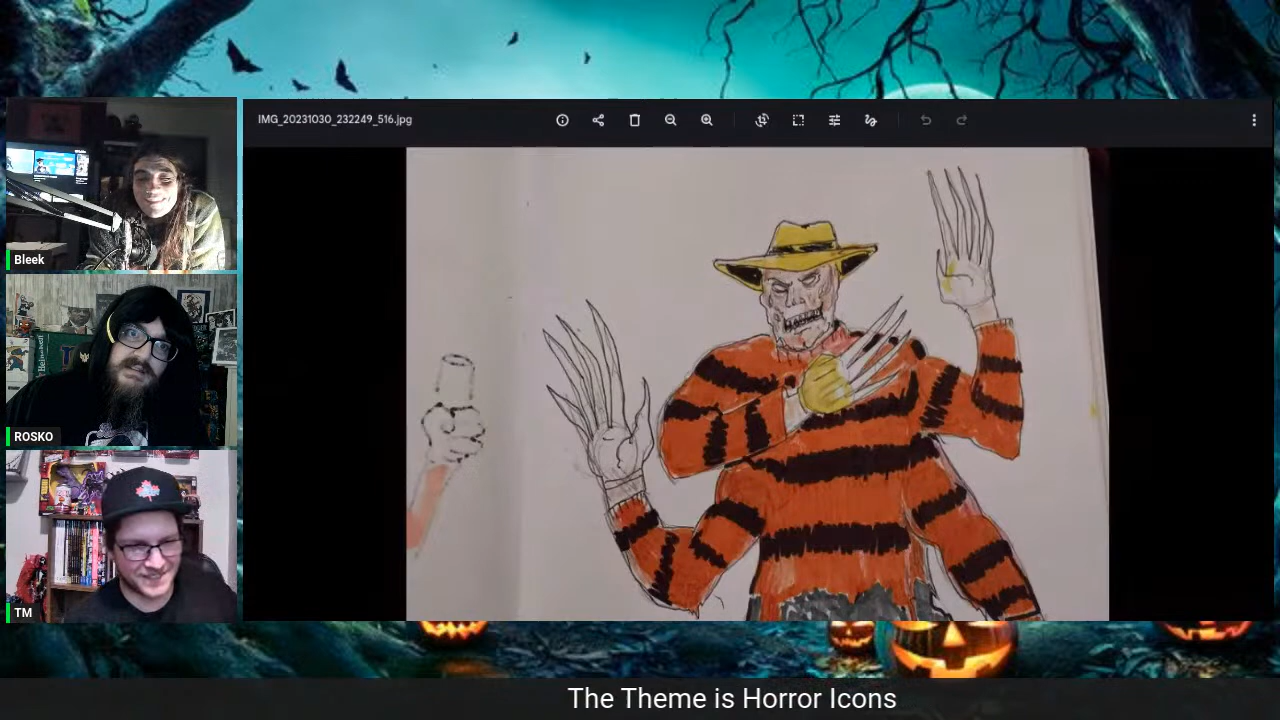 IMG_20231030_232249_516.jpg
Bleek
ROSKO
TM
The Theme is Horror Icons